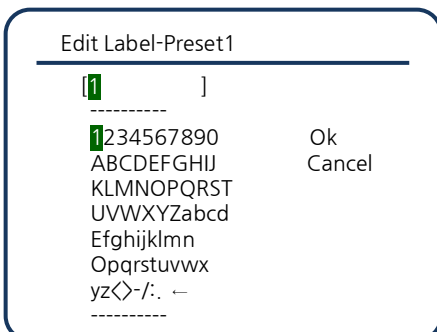 Edit Label-Preset1
[1 ]
----------
1234567890 Ok
ABCDEFGHIJ Cancel
KLMNOPQRST
UVWXYZabcd
Efghijklmn
Opqrstuvwx
yz<>-/:. ←
----------